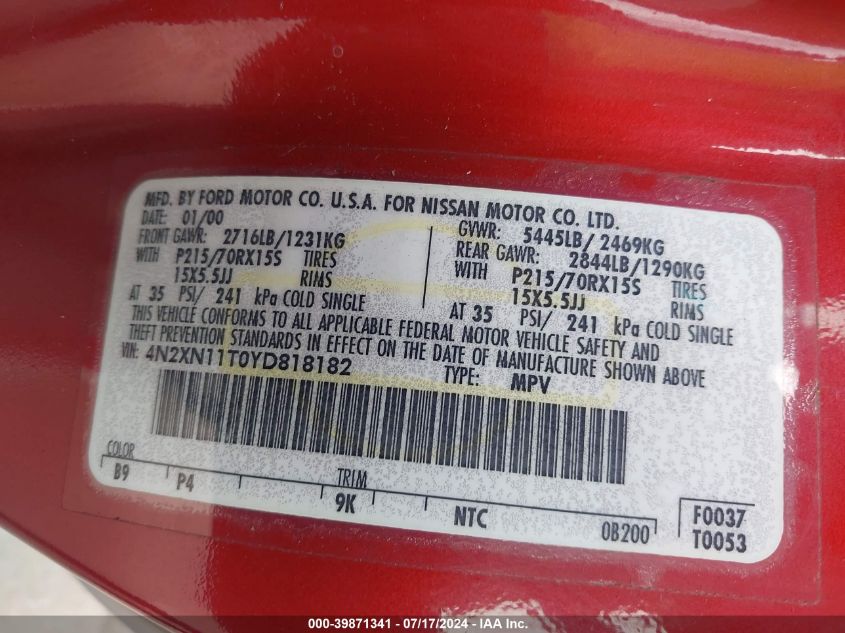 MFD. BY FORD MOTOR CO. U.S.A. FOR NISSAN MOTOR CO. LTD.
DATE: 01/00 GVWR: 5445LB/ 2469KG
FRONT GAWR: 2716LB/1231KG REAR GAWR: 2844LB/1290KG
WITH P215/70RX15S TIRES WITH P215/70RX15S TIRES
15X5.5JJ RIMS 15X5.5JJ RIMS
AT 35 PSI/ 241 kPa COLD SINGLE AT 35 PSI/ 241 kPa COLD SINGLE
THIS VEHICLE CONFORMS TO ALL APPLICABLE FEDERAL MOTOR VEHICLE SAFETY AND
THEFT PREVENTION STANDARDS IN EFFECT ON THE DATE OF MANUFACTURE SHOWN ABOVE
VIN: 4N2XN11T0YD818182 TYPE: MPV
COLOR TRIM
B9 P4 9K NTC 0B200 F0037
T0053
000-39871341 - 07/17/2024 - IAA Inc.